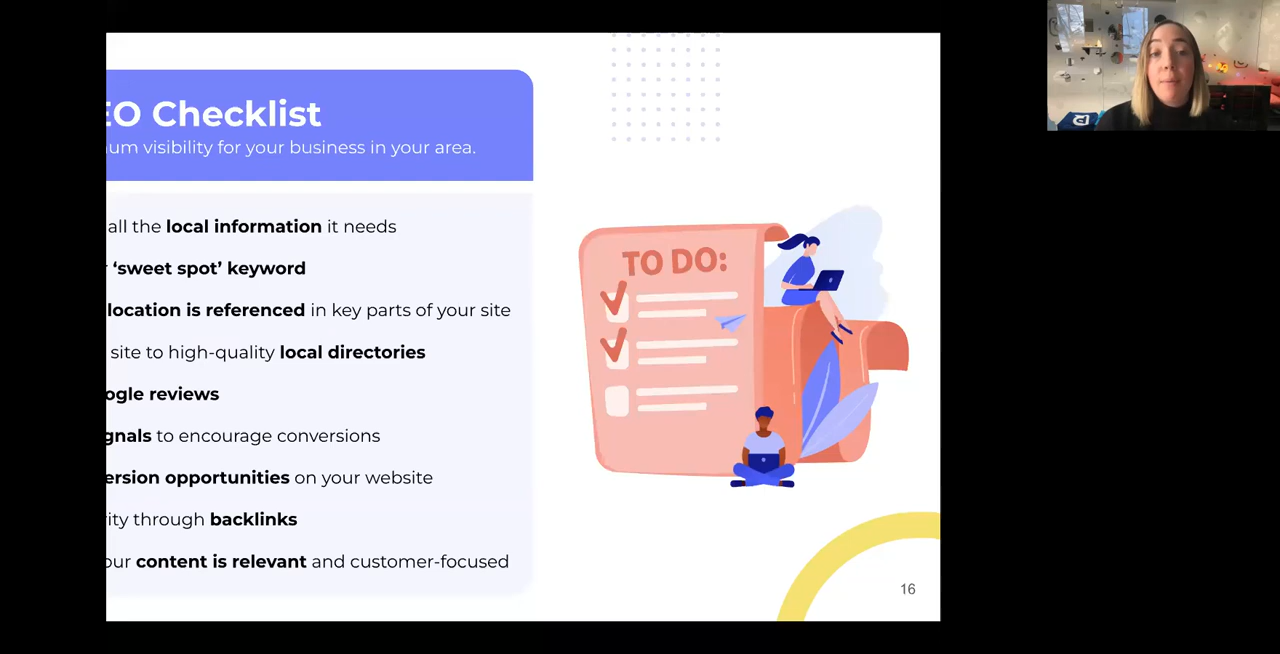 EO Checklist
num visibility for your business in your area.
all the local information it needs
‘sweet spot’ keyword
location is referenced in key parts of your site
site to high-quality local directories
ogle reviews
gnals to encourage conversions
ersion opportunities on your website
ity through backlinks
our content is relevant and customer-focused
TO DO:
16